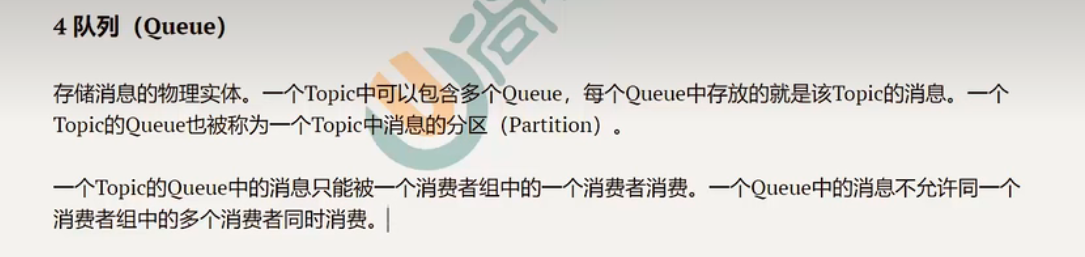 4 队列（Queue）
存储消息的物理实体。一个Topic中可以包含多个Queue，每个Queue中存放的就是该Topic的消息。一个
Topic的Queue也被称为一个Topic中消息的分区（Partition）。
一个Topic的Queue中的消息只能被一个消费者组中的一个消费者消费。一个Queue中的消息不允许同一个
消费者组中的多个消费者同时消费。